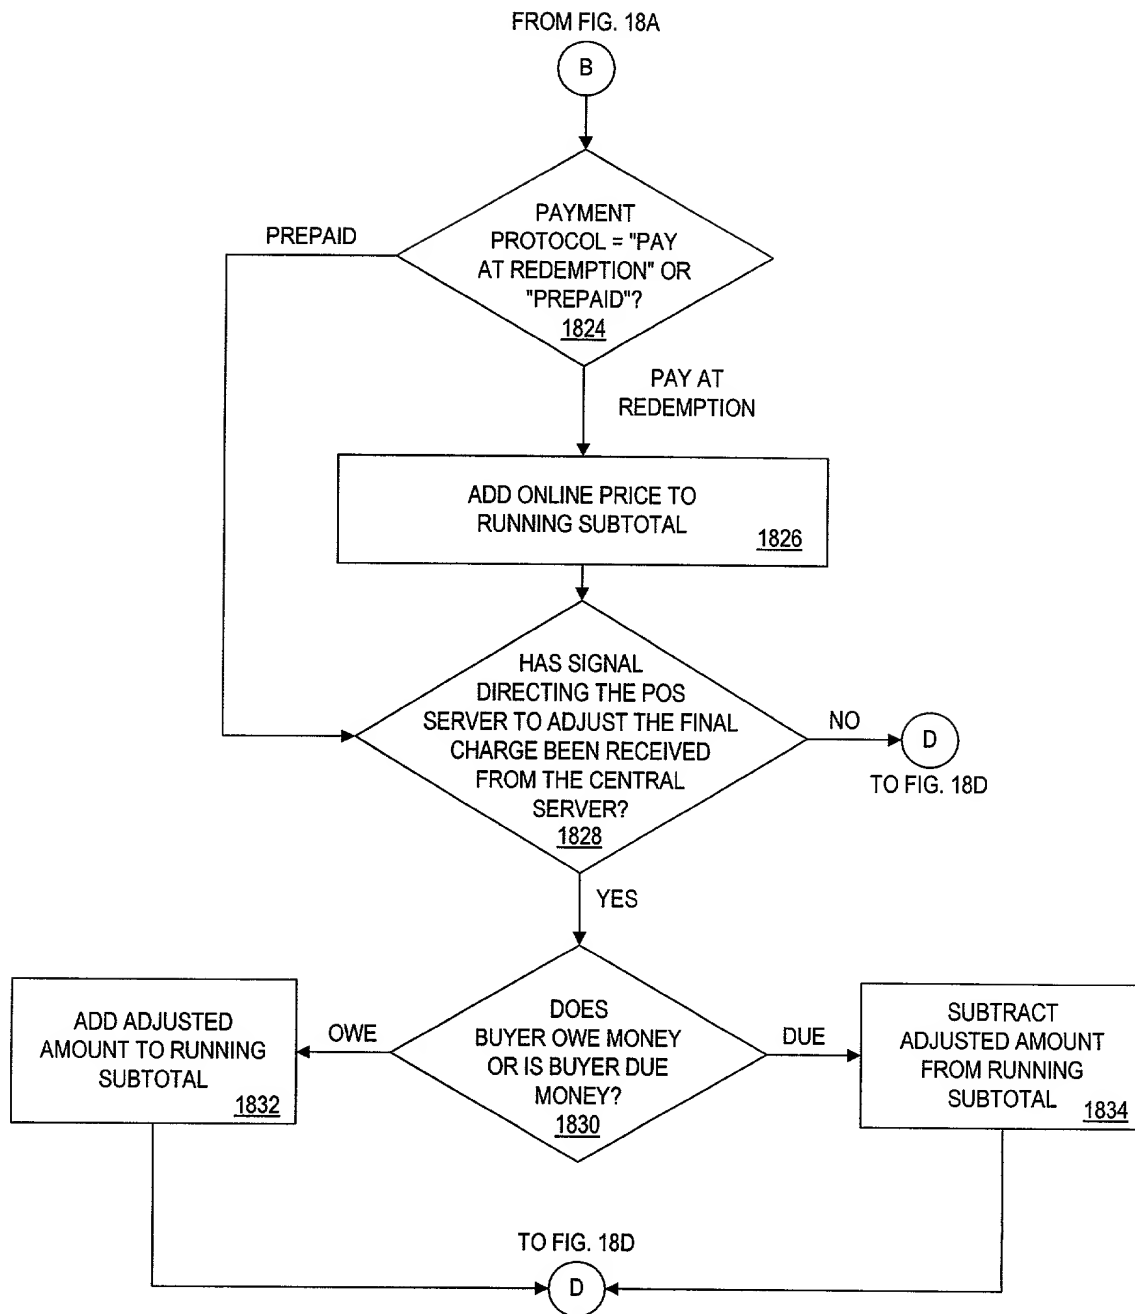 FROM FIG. 18A
B
PAYMENT
PROTOCOL = "PAY
AT REDEMPTION" OR
"PREPAID"?
1824
PREPAID
PAY AT
REDEMPTION
ADD ONLINE PRICE TO
RUNNING SUBTOTAL
1826
HAS SIGNAL
DIRECTING THE POS
SERVER TO ADJUST THE FINAL
CHARGE BEEN RECEIVED
FROM THE CENTRAL
SERVER?
1828
NO
D
TO FIG. 18D
YES
DOES
BUYER OWE MONEY
OR IS BUYER DUE
MONEY?
1830
OWE
ADD ADJUSTED
AMOUNT TO RUNNING
SUBTOTAL
1832
DUE
SUBTRACT
ADJUSTED AMOUNT
FROM RUNNING
SUBTOTAL
1834
TO FIG. 18D
D